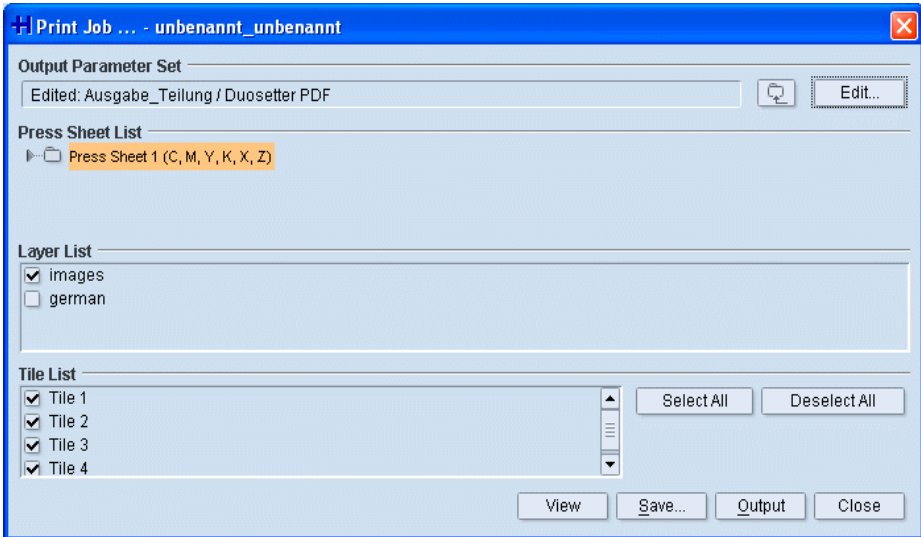 Print Job ... - unbenannt_unbenannt
Output Parameter Set
Edited: Ausgabe_Teilung / Duosetter PDF
Edit...
Press Sheet List
Press Sheet 1 (C, M, Y, K, X, Z)
Layer List
images
german
Tile List
Tile 1
Tile 2
Tile 3
Tile 4
Select All
Deselect All
View
Save...
Output
Close